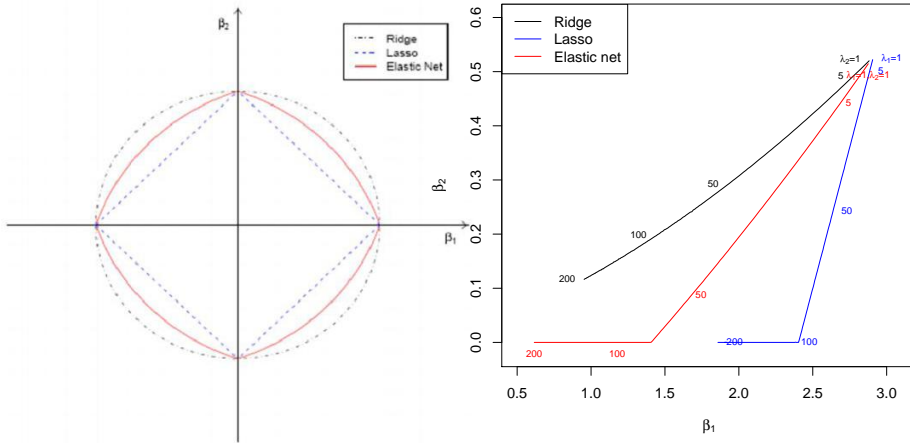 β2
Ridge
Lasso
Elastic Net
β1
Ridge
Lasso
Elastic net
0.6
0.5
0.4
0.3
0.2
0.1
0.0
β2
λ2=1
λ1=1
5
5
λ1=1 λ2=1
5
50
50
100
200
50
200
100
200
100
0.5
1.0
1.5
2.0
2.5
3.0
β1